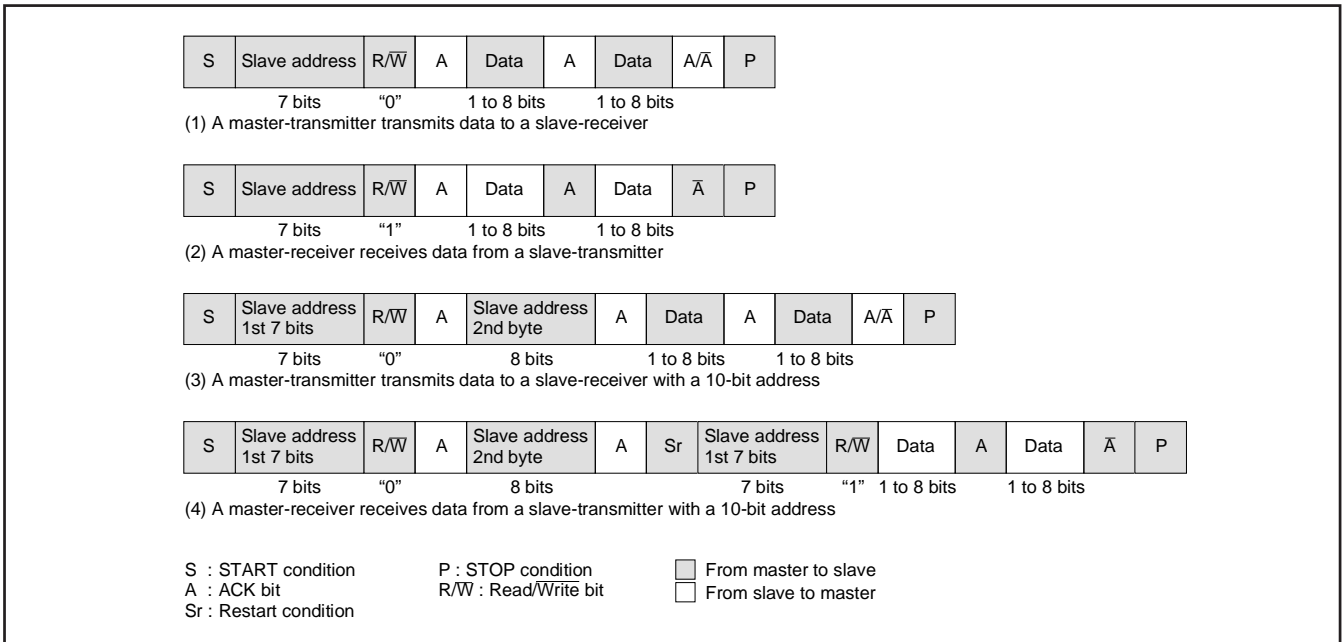 S Slave address R/W̅ A Data A Data A/A̅ P
7 bits “0” 1 to 8 bits 1 to 8 bits
(1) A master-transmitter transmits data to a slave-receiver
S Slave address R/W̅ A Data A Data A̅ P
7 bits “1” 1 to 8 bits 1 to 8 bits
(2) A master-receiver receives data from a slave-transmitter
S Slave address 1st 7 bits R/W̅ A Slave address 2nd byte A Data A Data A/A̅ P
7 bits “0” 8 bits 1 to 8 bits 1 to 8 bits
(3) A master-transmitter transmits data to a slave-receiver with a 10-bit address
S Slave address 1st 7 bits R/W̅ A Slave address 2nd byte A Sr Slave address 1st 7 bits R/W̅ Data A Data A̅ P
7 bits “0” 8 bits 7 bits “1” 1 to 8 bits 1 to 8 bits
(4) A master-receiver receives data from a slave-transmitter with a 10-bit address
S : START condition P : STOP condition From master to slave
A : ACK bit R/W̅ : Read/W̅r̅i̅t̅e̅ bit From slave to master
Sr : Restart condition